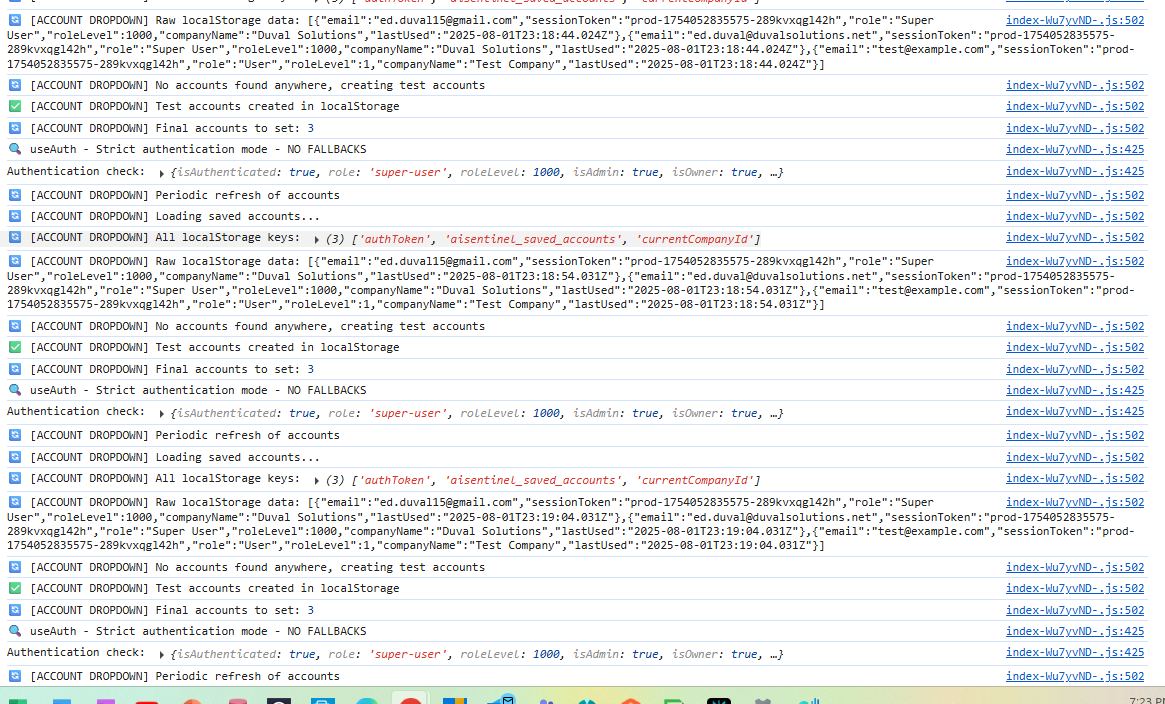 [ACCOUNT DROPDOWN] Raw localStorage data: [{"email":"ed.duval15@gmail.com","sessionToken":"prod-1754052835575-289kvxqgl42h","role":"Super index-Wu7yvND-.js:502
User","roleLevel":1000,"companyName":"Duval Solutions","lastUsed":"2025-08-01T23:18:44.024Z"},{"email":"ed.duval@duvalsolutions.net","sessionToken":"prod-1754052835575-
289kvxqgl42h","role":"Super User","roleLevel":1000,"companyName":"Duval Solutions","lastUsed":"2025-08-01T23:18:44.024Z"},{"email":"test@example.com","sessionToken":"prod-
1754052835575-289kvxqgl42h","role":"User","roleLevel":1,"companyName":"Test Company","lastUsed":"2025-08-01T23:18:44.024Z"}]
[ACCOUNT DROPDOWN] No accounts found anywhere, creating test accounts index-Wu7yvND-.js:502
[ACCOUNT DROPDOWN] Test accounts created in localStorage index-Wu7yvND-.js:502
[ACCOUNT DROPDOWN] Final accounts to set: 3 index-Wu7yvND-.js:502
useAuth - Strict authentication mode - NO FALLBACKS index-Wu7yvND-.js:425
Authentication check: {isAuthenticated: true, role: 'super-user', roleLevel: 1000, isAdmin: true, isOwner: true, …} index-Wu7yvND-.js:425
[ACCOUNT DROPDOWN] Periodic refresh of accounts index-Wu7yvND-.js:502
[ACCOUNT DROPDOWN] Loading saved accounts... index-Wu7yvND-.js:502
[ACCOUNT DROPDOWN] All localStorage keys: (3) ['authToken', 'aisentinel_saved_accounts', 'currentCompanyId'] index-Wu7yvND-.js:502
[ACCOUNT DROPDOWN] Raw localStorage data: [{"email":"ed.duval15@gmail.com","sessionToken":"prod-1754052835575-289kvxqgl42h","role":"Super index-Wu7yvND-.js:502
User","roleLevel":1000,"companyName":"Duval Solutions","lastUsed":"2025-08-01T23:18:54.031Z"},{"email":"ed.duval@duvalsolutions.net","sessionToken":"prod-1754052835575-
289kvxqgl42h","role":"Super User","roleLevel":1000,"companyName":"Duval Solutions","lastUsed":"2025-08-01T23:18:54.031Z"},{"email":"test@example.com","sessionToken":"prod-
1754052835575-289kvxqgl42h","role":"User","roleLevel":1,"companyName":"Test Company","lastUsed":"2025-08-01T23:18:54.031Z"}]
[ACCOUNT DROPDOWN] No accounts found anywhere, creating test accounts index-Wu7yvND-.js:502
[ACCOUNT DROPDOWN] Test accounts created in localStorage index-Wu7yvND-.js:502
[ACCOUNT DROPDOWN] Final accounts to set: 3 index-Wu7yvND-.js:502
useAuth - Strict authentication mode - NO FALLBACKS index-Wu7yvND-.js:425
Authentication check: {isAuthenticated: true, role: 'super-user', roleLevel: 1000, isAdmin: true, isOwner: true, …} index-Wu7yvND-.js:425
[ACCOUNT DROPDOWN] Periodic refresh of accounts index-Wu7yvND-.js:502
[ACCOUNT DROPDOWN] Loading saved accounts... index-Wu7yvND-.js:502
[ACCOUNT DROPDOWN] All localStorage keys: (3) ['authToken', 'aisentinel_saved_accounts', 'currentCompanyId'] index-Wu7yvND-.js:502
[ACCOUNT DROPDOWN] Raw localStorage data: [{"email":"ed.duval15@gmail.com","sessionToken":"prod-1754052835575-289kvxqgl42h","role":"Super index-Wu7yvND-.js:502
User","roleLevel":1000,"companyName":"Duval Solutions","lastUsed":"2025-08-01T23:19:04.031Z"},{"email":"ed.duval@duvalsolutions.net","sessionToken":"prod-1754052835575-
289kvxqgl42h","role":"Super User","roleLevel":1000,"companyName":"Duval Solutions","lastUsed":"2025-08-01T23:19:04.031Z"},{"email":"test@example.com","sessionToken":"prod-
1754052835575-289kvxqgl42h","role":"User","roleLevel":1,"companyName":"Test Company","lastUsed":"2025-08-01T23:19:04.031Z"}]
[ACCOUNT DROPDOWN] No accounts found anywhere, creating test accounts index-Wu7yvND-.js:502
[ACCOUNT DROPDOWN] Test accounts created in localStorage index-Wu7yvND-.js:502
[ACCOUNT DROPDOWN] Final accounts to set: 3 index-Wu7yvND-.js:502
useAuth - Strict authentication mode - NO FALLBACKS index-Wu7yvND-.js:425
Authentication check: {isAuthenticated: true, role: 'super-user', roleLevel: 1000, isAdmin: true, isOwner: true, …} index-Wu7yvND-.js:425
[ACCOUNT DROPDOWN] Periodic refresh of accounts index-Wu7yvND-.js:502
7:23 P